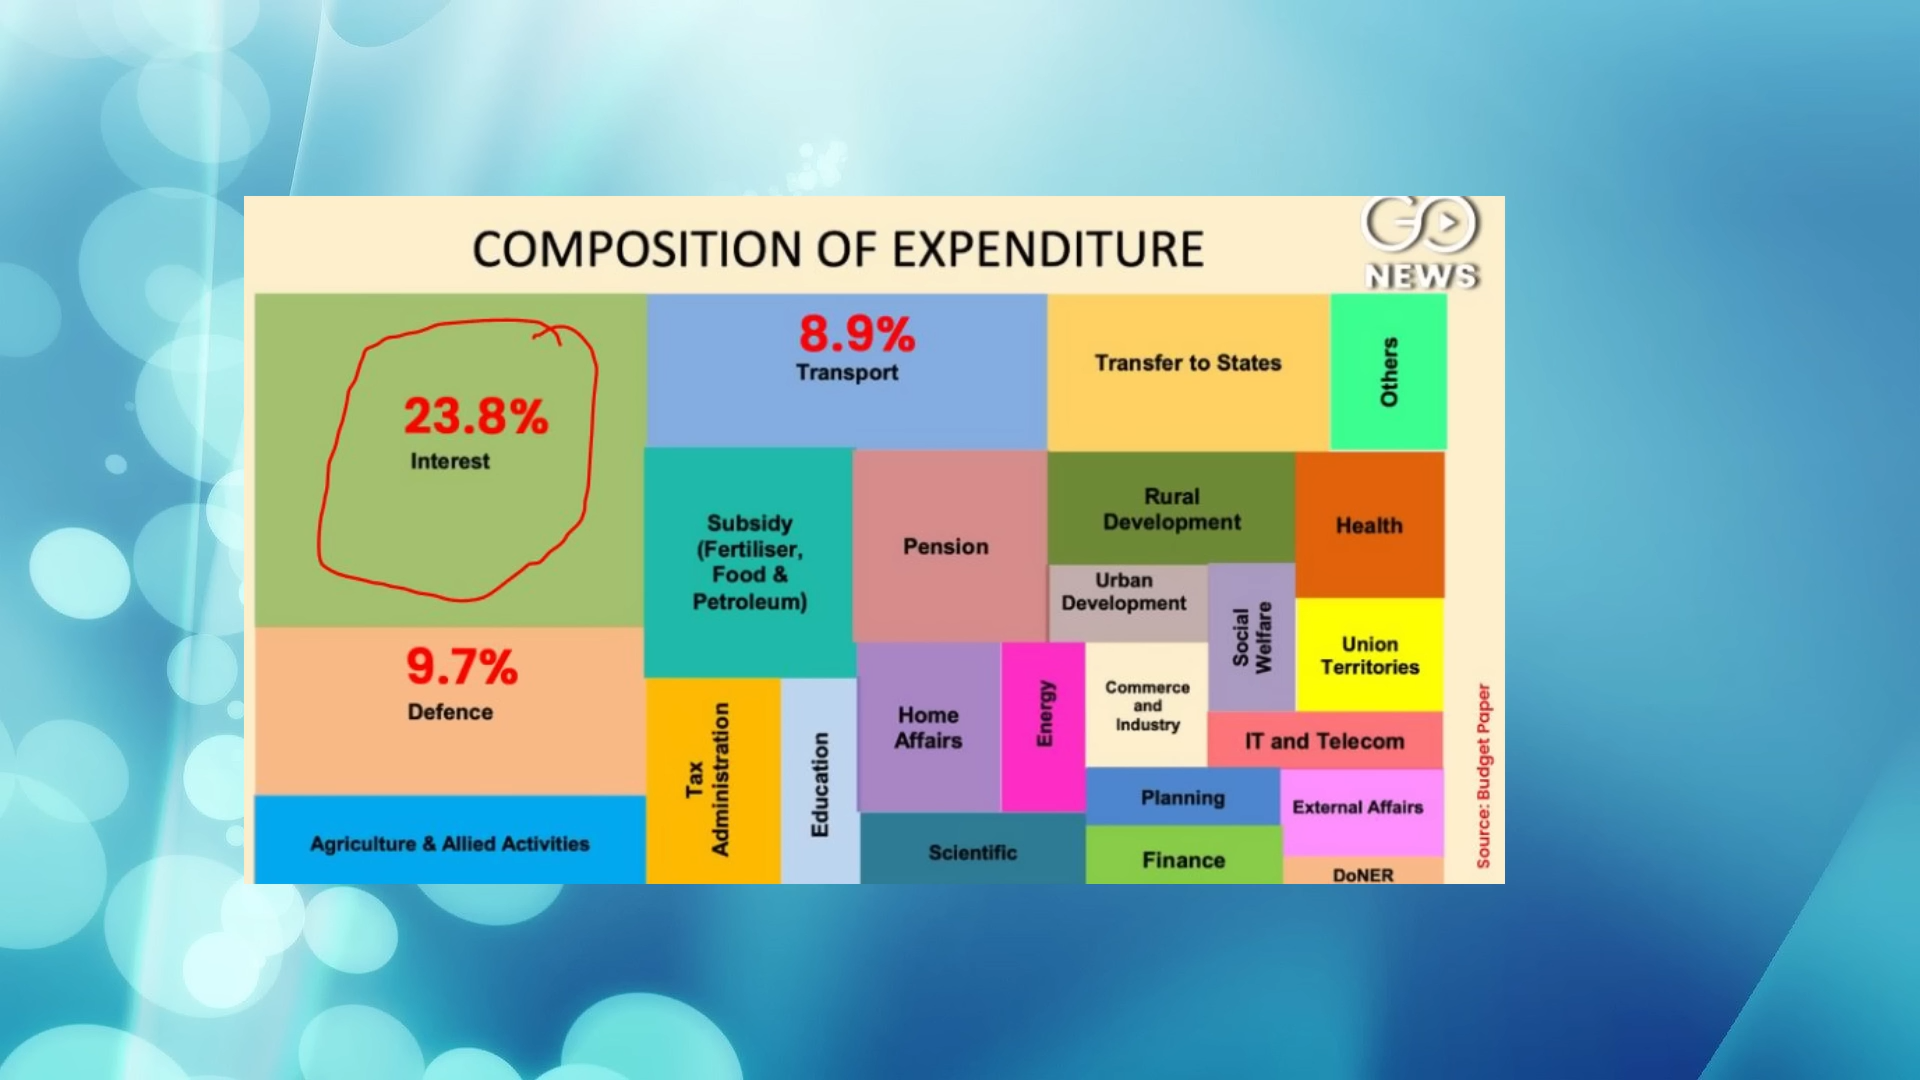 COMPOSITION OF EXPENDITURE
GO
NEWS
23.8%
Interest
8.9%
Transport
Transfer to States
Others
Subsidy
(Fertiliser,
Food &
Petroleum)
Pension
Rural
Development
Health
Urban
Development
Social
Welfare
Union
Territories
9.7%
Defence
Tax
Administration
Education
Home
Affairs
Energy
Commerce
and
Industry
IT and Telecom
Planning
External Affairs
Agriculture & Allied Activities
Scientific
Finance
DoNER
Source: Budget Paper